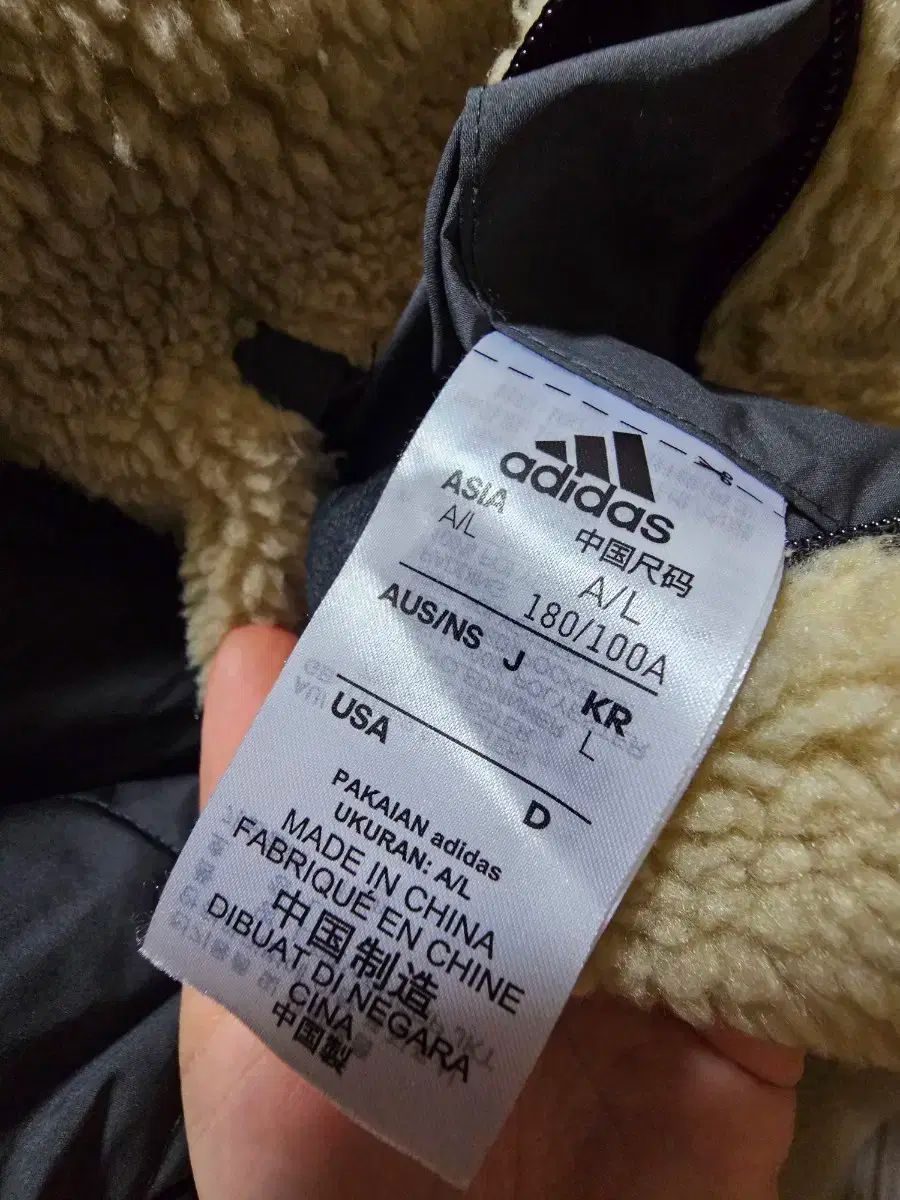 adidas
ASIA
A/L
中国尺码
A/L
180/100A
AUS/NS J
KR
L
USA
D
PAKAIAN adidas
UKURAN: A/L
MADE IN CHINA
FABRIQUÉ EN CHINE
中国制造
DIBUAT DI NEGARA
CINA
中国製